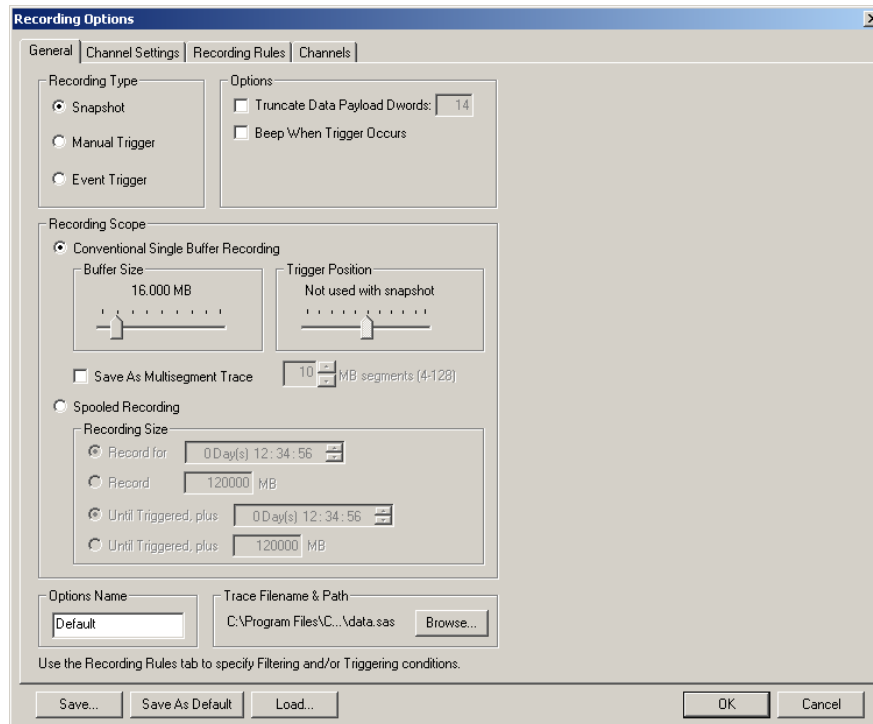 Recording Options
General
Channel Settings
Recording Rules
Channels
Recording Type
Snapshot
Manual Trigger
Event Trigger
Options
Truncate Data Payload Dwords: 14
Beep When Trigger Occurs
Recording Scope
Conventional Single Buffer Recording
Buffer Size
16.000 MB
Trigger Position
Not used with snapshot
Save As Multisegment Trace
10 MB segments (4-128)
Spooled Recording
Recording Size
Record for 0Day(s) 12:34:56
Record 120000 MB
Until Triggered, plus 0Day(s) 12:34:56
Until Triggered, plus 120000 MB
Options Name
Default
Trace Filename & Path
C:\Program Files\C...\data.sas
Browse...
Use the Recording Rules tab to specify Filtering and/or Triggering conditions.
Save...
Save As Default
Load...
OK
Cancel